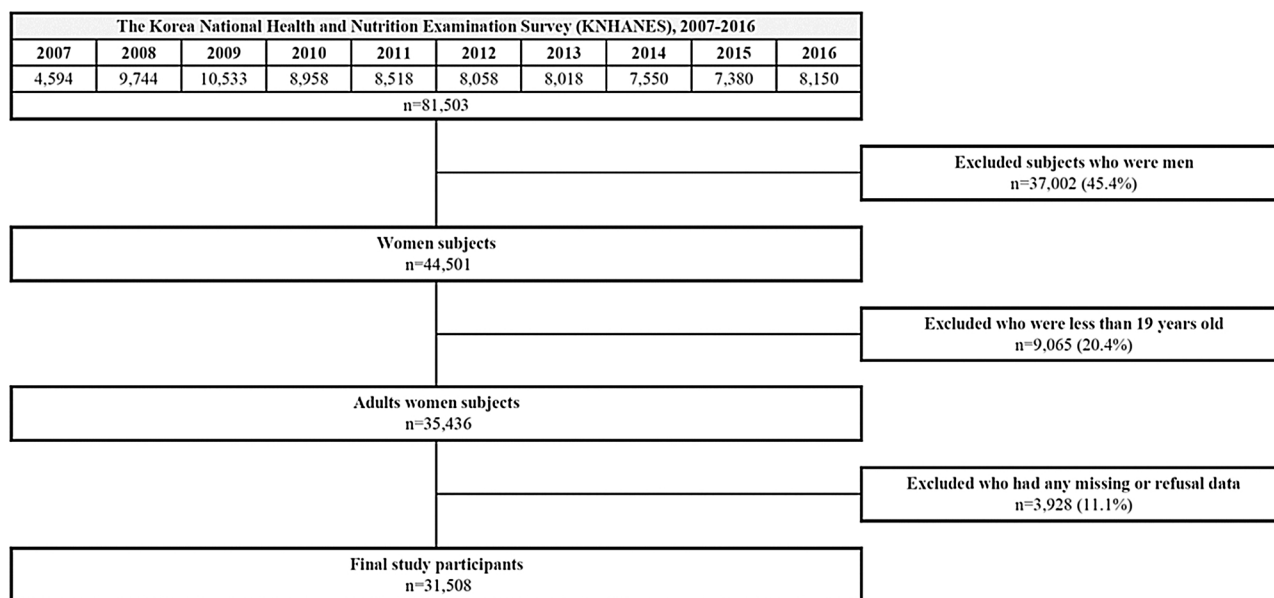 The Korea National Health and Nutrition Examination Survey (KNHANES), 2007-2016
2007 2008 2009 2010 2011 2012 2013 2014 2015 2016
4,594 9,744 10,533 8,958 8,518 8,058 8,018 7,550 7,380 8,150
n=81,503
Excluded subjects who were men
n=37,002 (45.4%)
Women subjects
n=44,501
Excluded who were less than 19 years old
n=9,065 (20.4%)
Adults women subjects
n=35,436
Excluded who had any missing or refusal data
n=3,928 (11.1%)
Final study participants
n=31,508